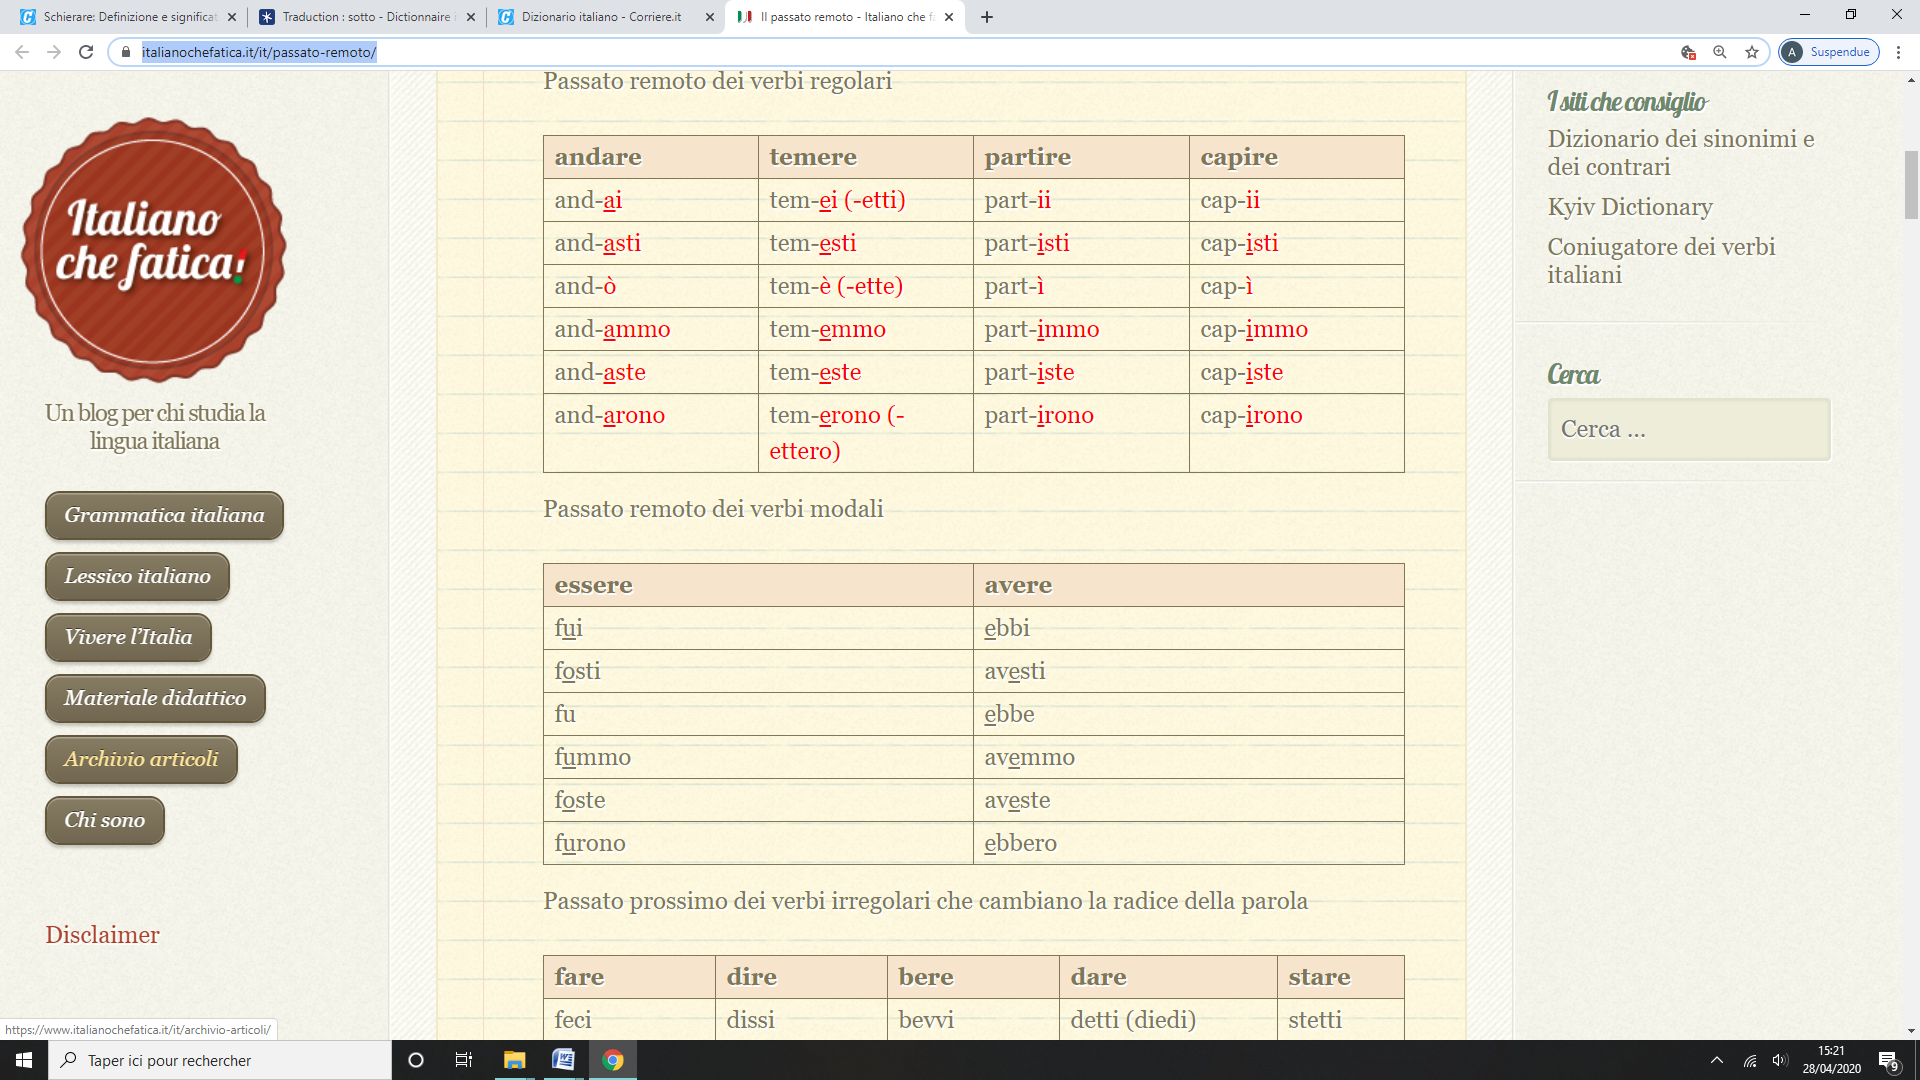 Schierare: Definizione e significat
Traduction : sotto - Dictionnaire i
Dizionario italiano - Corriere.it
Il passato remoto - Italiano che fa
italianochefatica.it/it/passato-remoto/
A Suspendue
Italiano
che fatica!
Un blog per chi studia la
lingua italiana
Grammatica italiana
Lessico italiano
Vivere l'Italia
Materiale didattico
Archivio articoli
Chi sono
Disclaimer
Passato remoto dei verbi regolari
andare temere partire capire
and-ai tem-ei (-etti) part-ii cap-ii
and-asti tem-esti part-isti cap-isti
and-ò tem-è (-ette) part-ì cap-ì
and-ammo tem-emmo part-immo cap-immo
and-aste tem-este part-iste cap-iste
and-arono tem-erono (- part-irono cap-irono
ettero)
Passato remoto dei verbi modali
essere avere
fui ebbi
fosti avesti
fu ebbe
fummo avemmo
foste aveste
furono ebbero
Passato prossimo dei verbi irregolari che cambiano la radice della parola
fare dire bere dare stare
feci dissi bevvi detti (diedi) stetti
I siti che consiglio
Dizionario dei sinonimi e
dei contrari
Kyiv Dictionary
Coniugatore dei verbi
italiani
Cerca
Cerca ...
https://www.italianochefatica.it/it/archivio-articoli/
Taper ici pour rechercher
15:21
28/04/2020
9